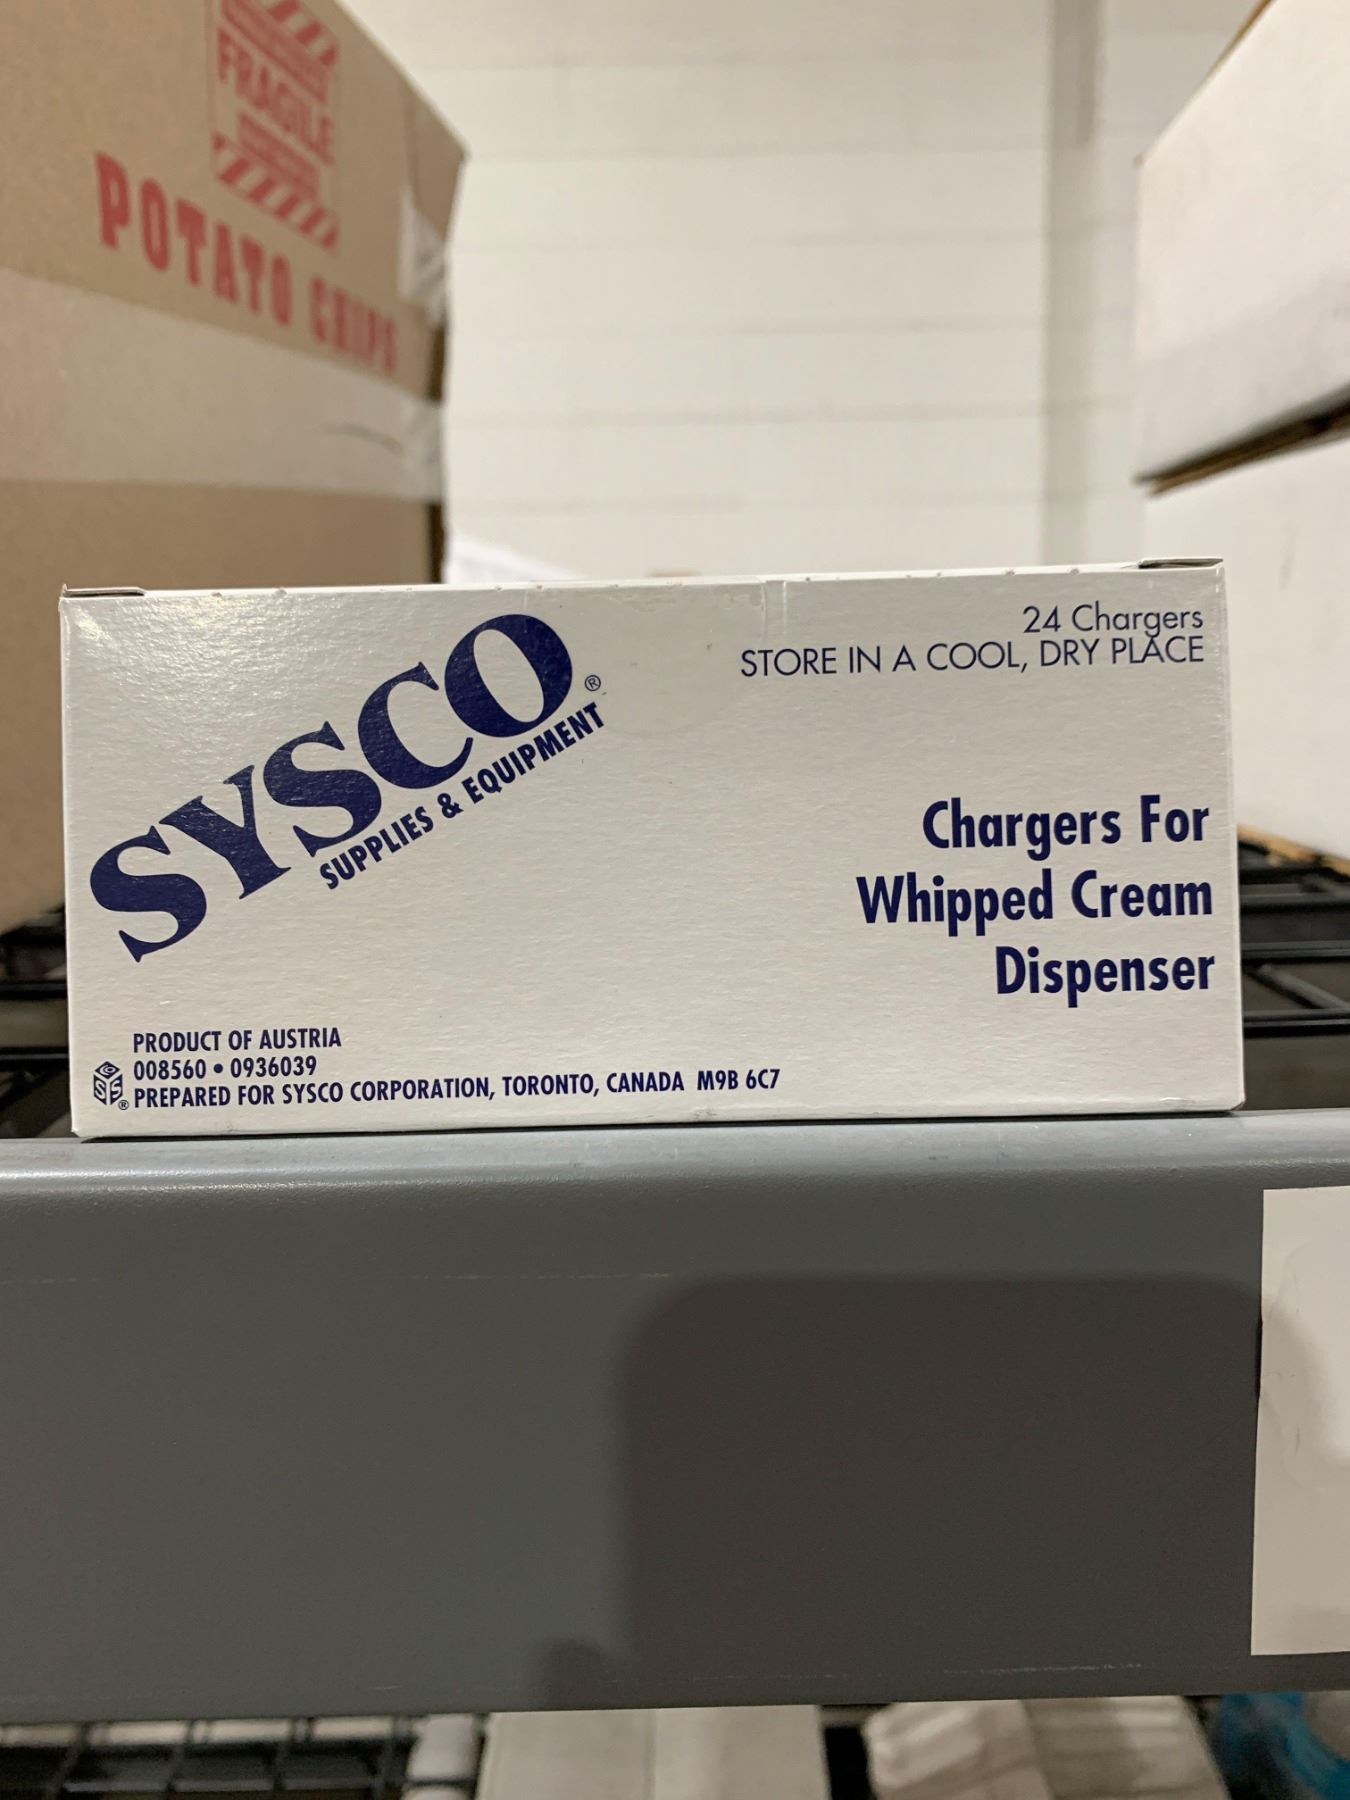 FRAGILE
POTATO CHIPS
SYSCO®
SUPPLIES & EQUIPMENT
24 Chargers
STORE IN A COOL, DRY PLACE
Chargers For
Whipped Cream
Dispenser
PRODUCT OF AUSTRIA
008560 • 0936039
PREPARED FOR SYSCO CORPORATION, TORONTO, CANADA M9B 6C7